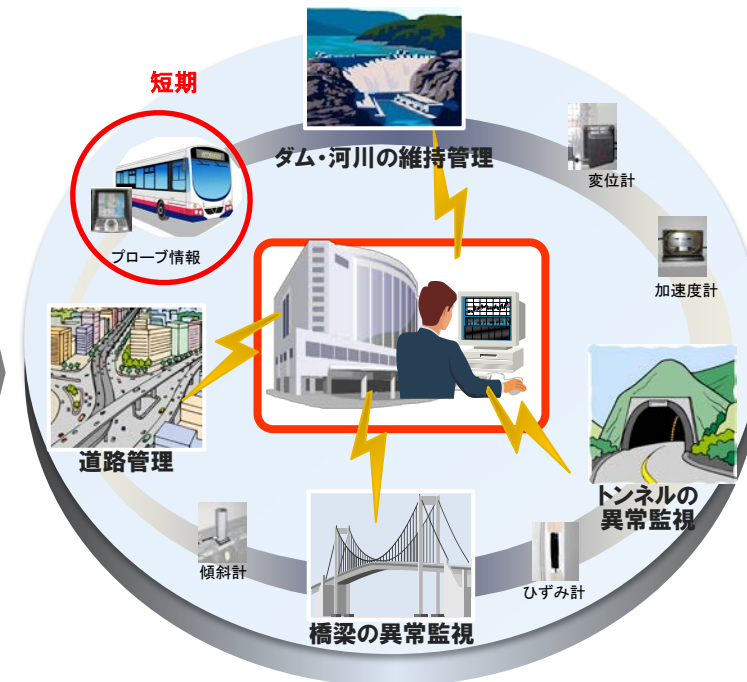 短期
ダム・河川の維持管理
変位計
プローブ情報
加速度計
道路管理
トンネルの
異常監視
傾斜計
ひずみ計
橋梁の異常監視